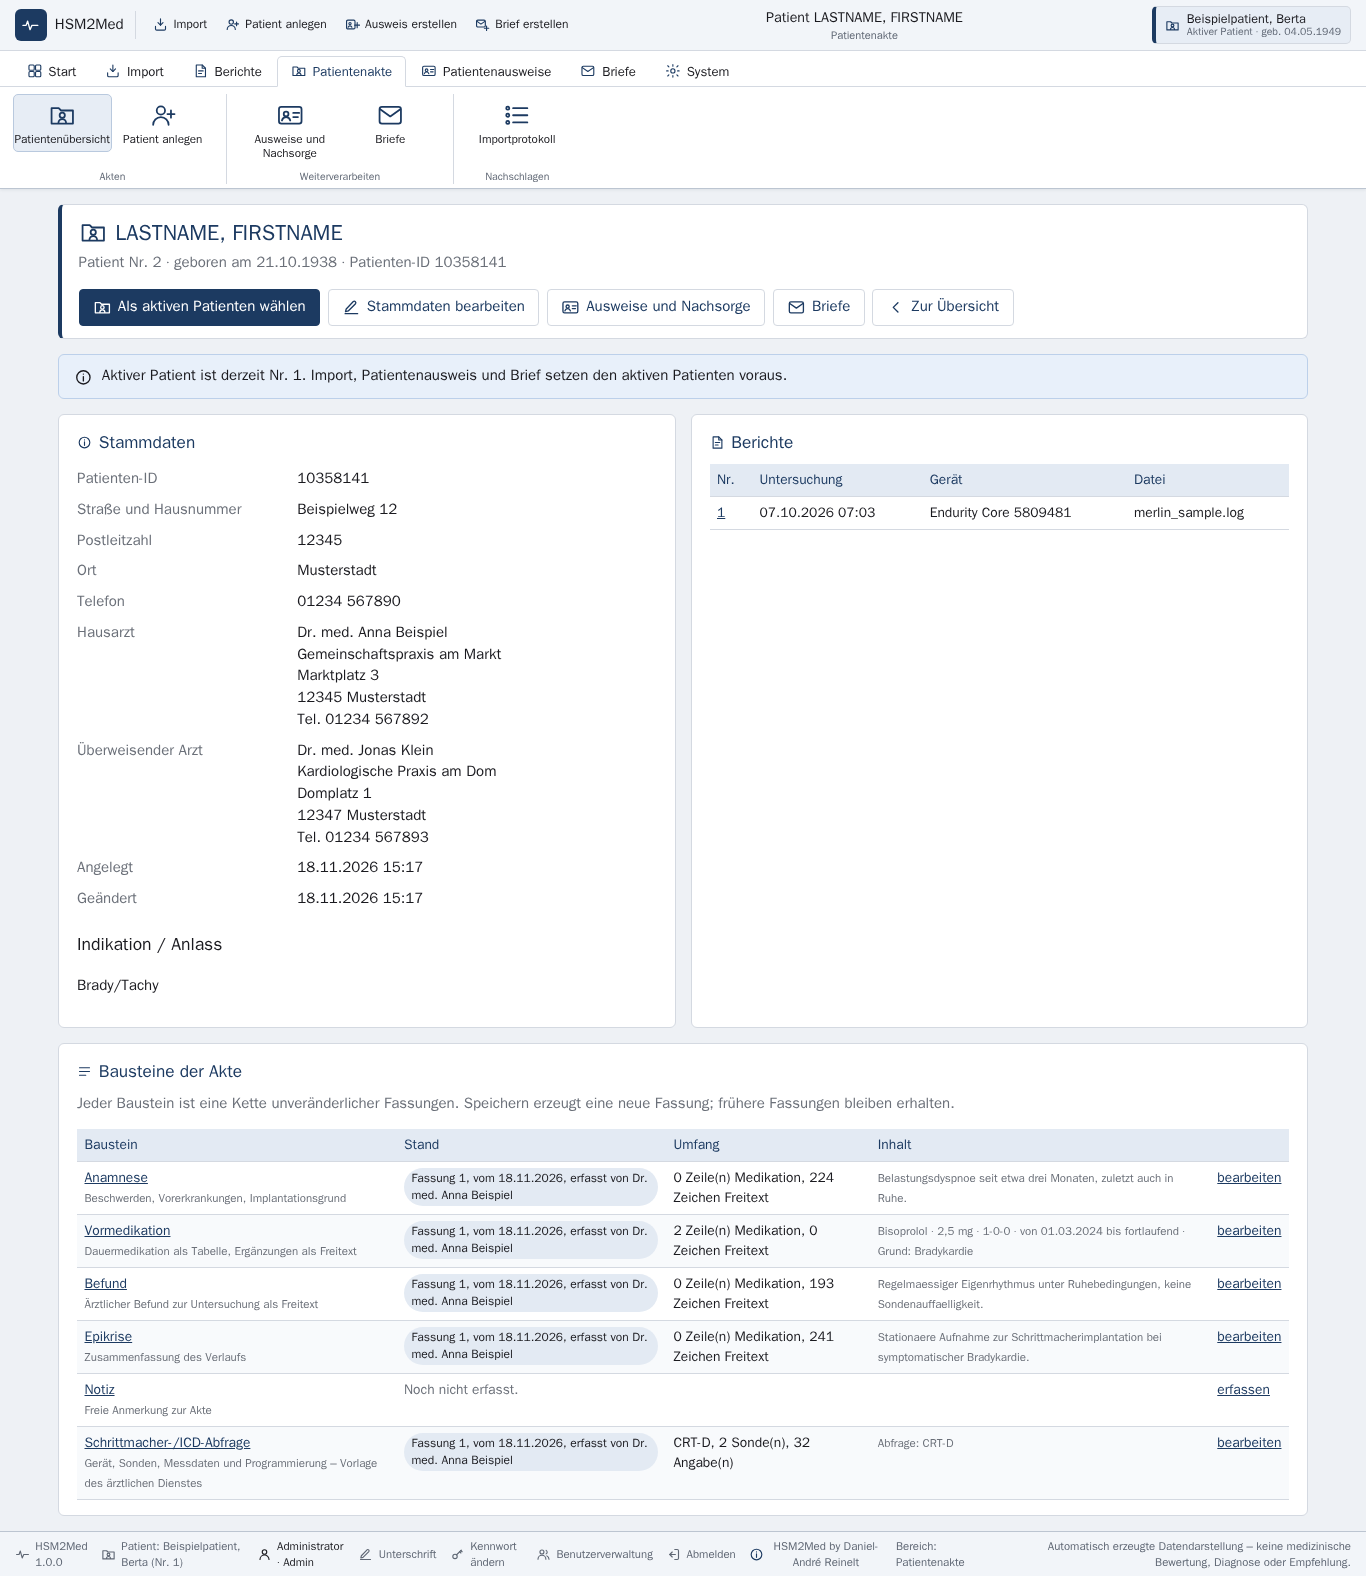 HSM2Med Import Patient anlegen Ausweis erstellen Brief erstellen Patient LASTNAME, FIRSTNAME Beispielpatient, Berta
Patientenakte Aktiver Patient · geb. 04.05.1949
Start Import Berichte Patientenakte Patientenausweise Briefe System
Patientenübersicht Patient anlegen Ausweise und Briefe Importprotokoll
Nachsorge
Akten Weiterverarbeiten Nachschlagen
LASTNAME, FIRSTNAME
Patient Nr. 2 · geboren am 21.10.1938 · Patienten-ID 10358141
Als aktiven Patienten wählen Stammdaten bearbeiten Ausweise und Nachsorge Briefe Zur Übersicht
Aktiver Patient ist derzeit Nr. 1. Import, Patientenausweis und Brief setzen den aktiven Patienten voraus.
Stammdaten
Patienten-ID 10358141
Straße und Hausnummer Beispielweg 12
Postleitzahl 12345
Ort Musterstadt
Telefon 01234 567890
Hausarzt Dr. med. Anna Beispiel
Gemeinschaftspraxis am Markt
Marktplatz 3
12345 Musterstadt
Tel. 01234 567892
Überweisender Arzt Dr. med. Jonas Klein
Kardiologische Praxis am Dom
Domplatz 1
12347 Musterstadt
Tel. 01234 567893
Angelegt 18.11.2026 15:17
Geändert 18.11.2026 15:17
Indikation / Anlass
Brady/Tachy
Berichte
Nr. Untersuchung Gerät Datei
1 07.10.2026 07:03 Endurity Core 5809481 merlin_sample.log
Bausteine der Akte
Jeder Baustein ist eine Kette unveränderlicher Fassungen. Speichern erzeugt eine neue Fassung; frühere Fassungen bleiben erhalten.
Baustein Stand Umfang Inhalt
Anamnese Fassung 1, vom 18.11.2026, erfasst von Dr. 0 Zeile(n) Medikation, 224 Belastungsdyspnoe seit etwa drei Monaten, zuletzt auch in bearbeiten
Beschwerden, Vorerkrankungen, Implantationsgrund med. Anna Beispiel Zeichen Freitext Ruhe.
Vormedikation Fassung 1, vom 18.11.2026, erfasst von Dr. 2 Zeile(n) Medikation, 0 Bisoprolol · 2,5 mg · 1-0-0 · von 01.03.2024 bis fortlaufend · bearbeiten
Dauermedikation als Tabelle, Ergänzungen als Freitext med. Anna Beispiel Zeichen Freitext Grund: Bradykardie
Befund Fassung 1, vom 18.11.2026, erfasst von Dr. 0 Zeile(n) Medikation, 193 Regelmaessiger Eigenrhythmus unter Ruhebedingungen, keine bearbeiten
Ärztlicher Befund zur Untersuchung als Freitext med. Anna Beispiel Zeichen Freitext Sondenauffaelligkeit.
Epikrise Fassung 1, vom 18.11.2026, erfasst von Dr. 0 Zeile(n) Medikation, 241 Stationaere Aufnahme zur Schrittmacherimplantation bei bearbeiten
Zusammenfassung des Verlaufs med. Anna Beispiel Zeichen Freitext symptomatischer Bradykardie.
Notiz Noch nicht erfasst. erfassen
Freie Anmerkung zur Akte
Schrittmacher-/ICD-Abfrage Fassung 1, vom 18.11.2026, erfasst von Dr. CRT-D, 2 Sonde(n), 32 Abfrage: CRT-D bearbeiten
Gerät, Sonden, Messdaten und Programmierung – Vorlage med. Anna Beispiel Angabe(n)
des ärztlichen Dienstes
HSM2Med Patient: Beispielpatient, Administrator Unterschrift Kennwort Benutzerverwaltung Abmelden HSM2Med by Daniel- Bereich: Automatisch erzeugte Datendarstellung – keine medizinische
1.0.0 Berta (Nr. 1) · Admin ändern André Reinelt Patientenakte Bewertung, Diagnose oder Empfehlung.